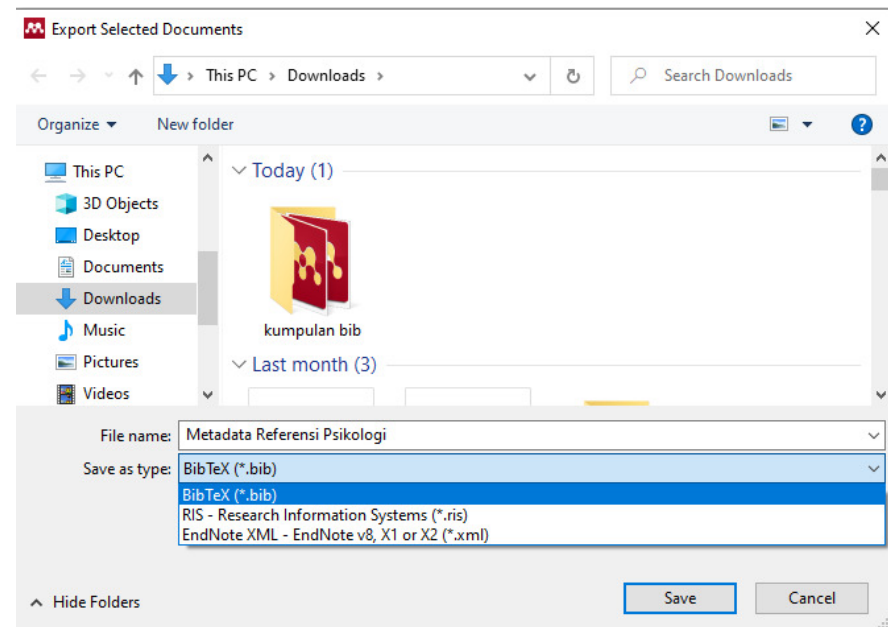 Export Selected Documents
This PC > Downloads >
Search Downloads
Organize
New folder
This PC
3D Objects
Desktop
Documents
Downloads
Music
Pictures
Videos
Today (1)
kumpulan bib
Last month (3)
File name: Metadata Referensi Psikologi
Save as type: BibTeX (*.bib)
BibTeX (*.bib)
RIS - Research Information Systems (*.ris)
EndNote XML - EndNote v8, X1 or X2 (*.xml)
Hide Folders
Save
Cancel